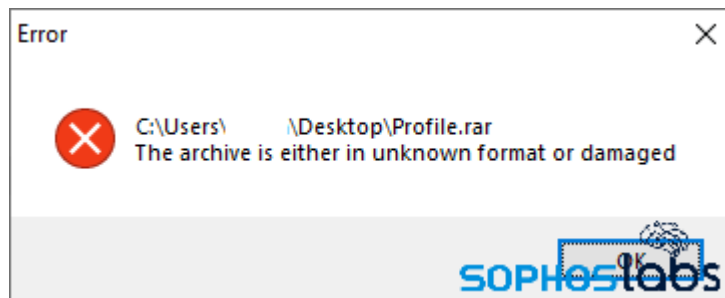 Error
C:\Users\ \Desktop\Profile.rar
The archive is either in unknown format or damaged
OK
SOPHOSlabs